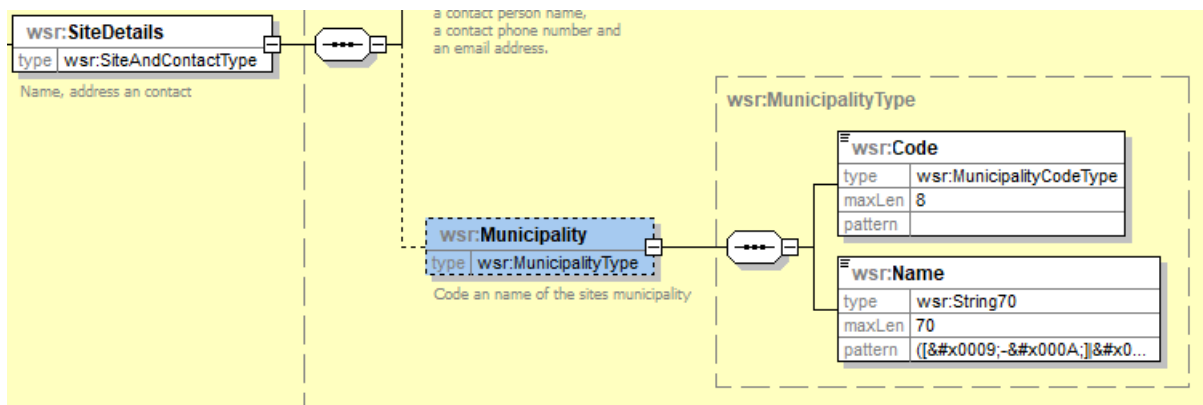 a contact person name,
a contact phone number and
an email address.
wsr:SiteDetails
type wsr:SiteAndContactType
Name, address an contact
wsr:MunicipalityType
wsr:Code
type wsr:MunicipalityCodeType
maxLen 8
pattern
wsr:Municipality
type wsr:MunicipalityType
Code an name of the sites municipality
wsr:Name
type wsr:String70
maxLen 70
pattern ([&#x0009;-&#x000A;]|&#x0...